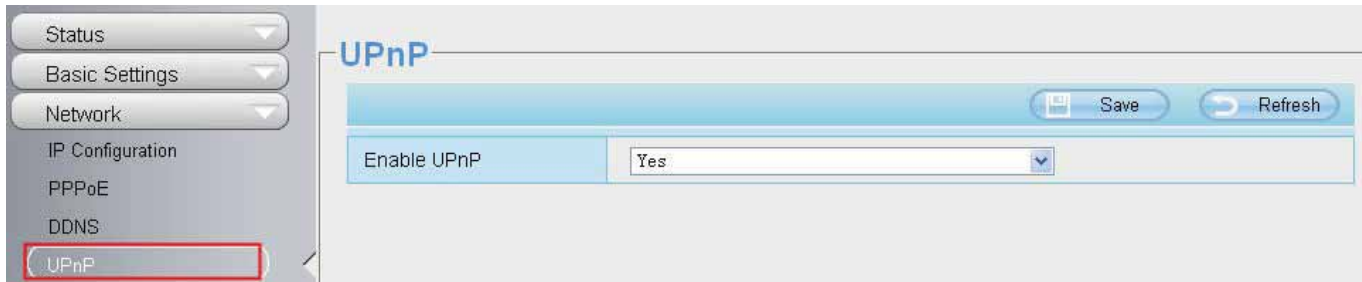 Status
Basic Settings
Network
IP Configuration
PPPoE
DDNS
UPnP
UPnP
Save Refresh
Enable UPnP Yes